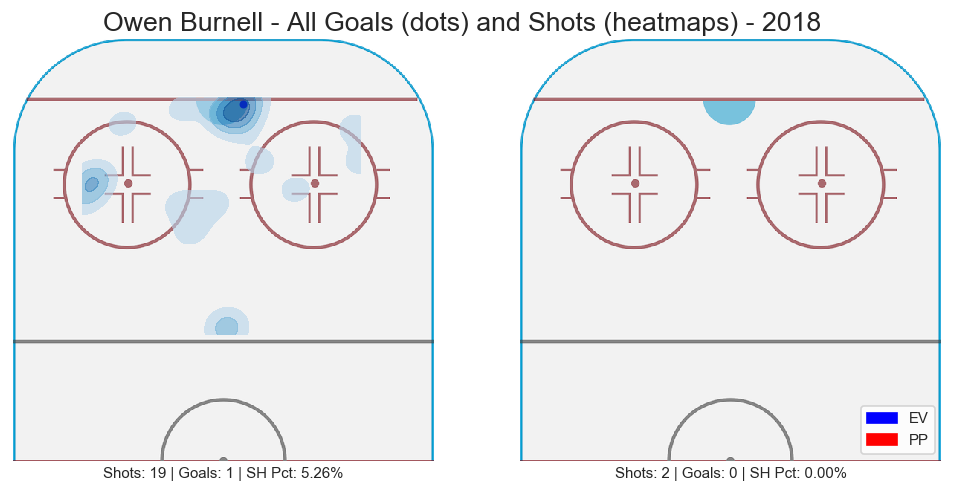 Owen Burnell - All Goals (dots) and Shots (heatmaps) - 2018
EV
PP
Shots: 19 | Goals: 1 | SH Pct: 5.26%
Shots: 2 | Goals: 0 | SH Pct: 0.00%